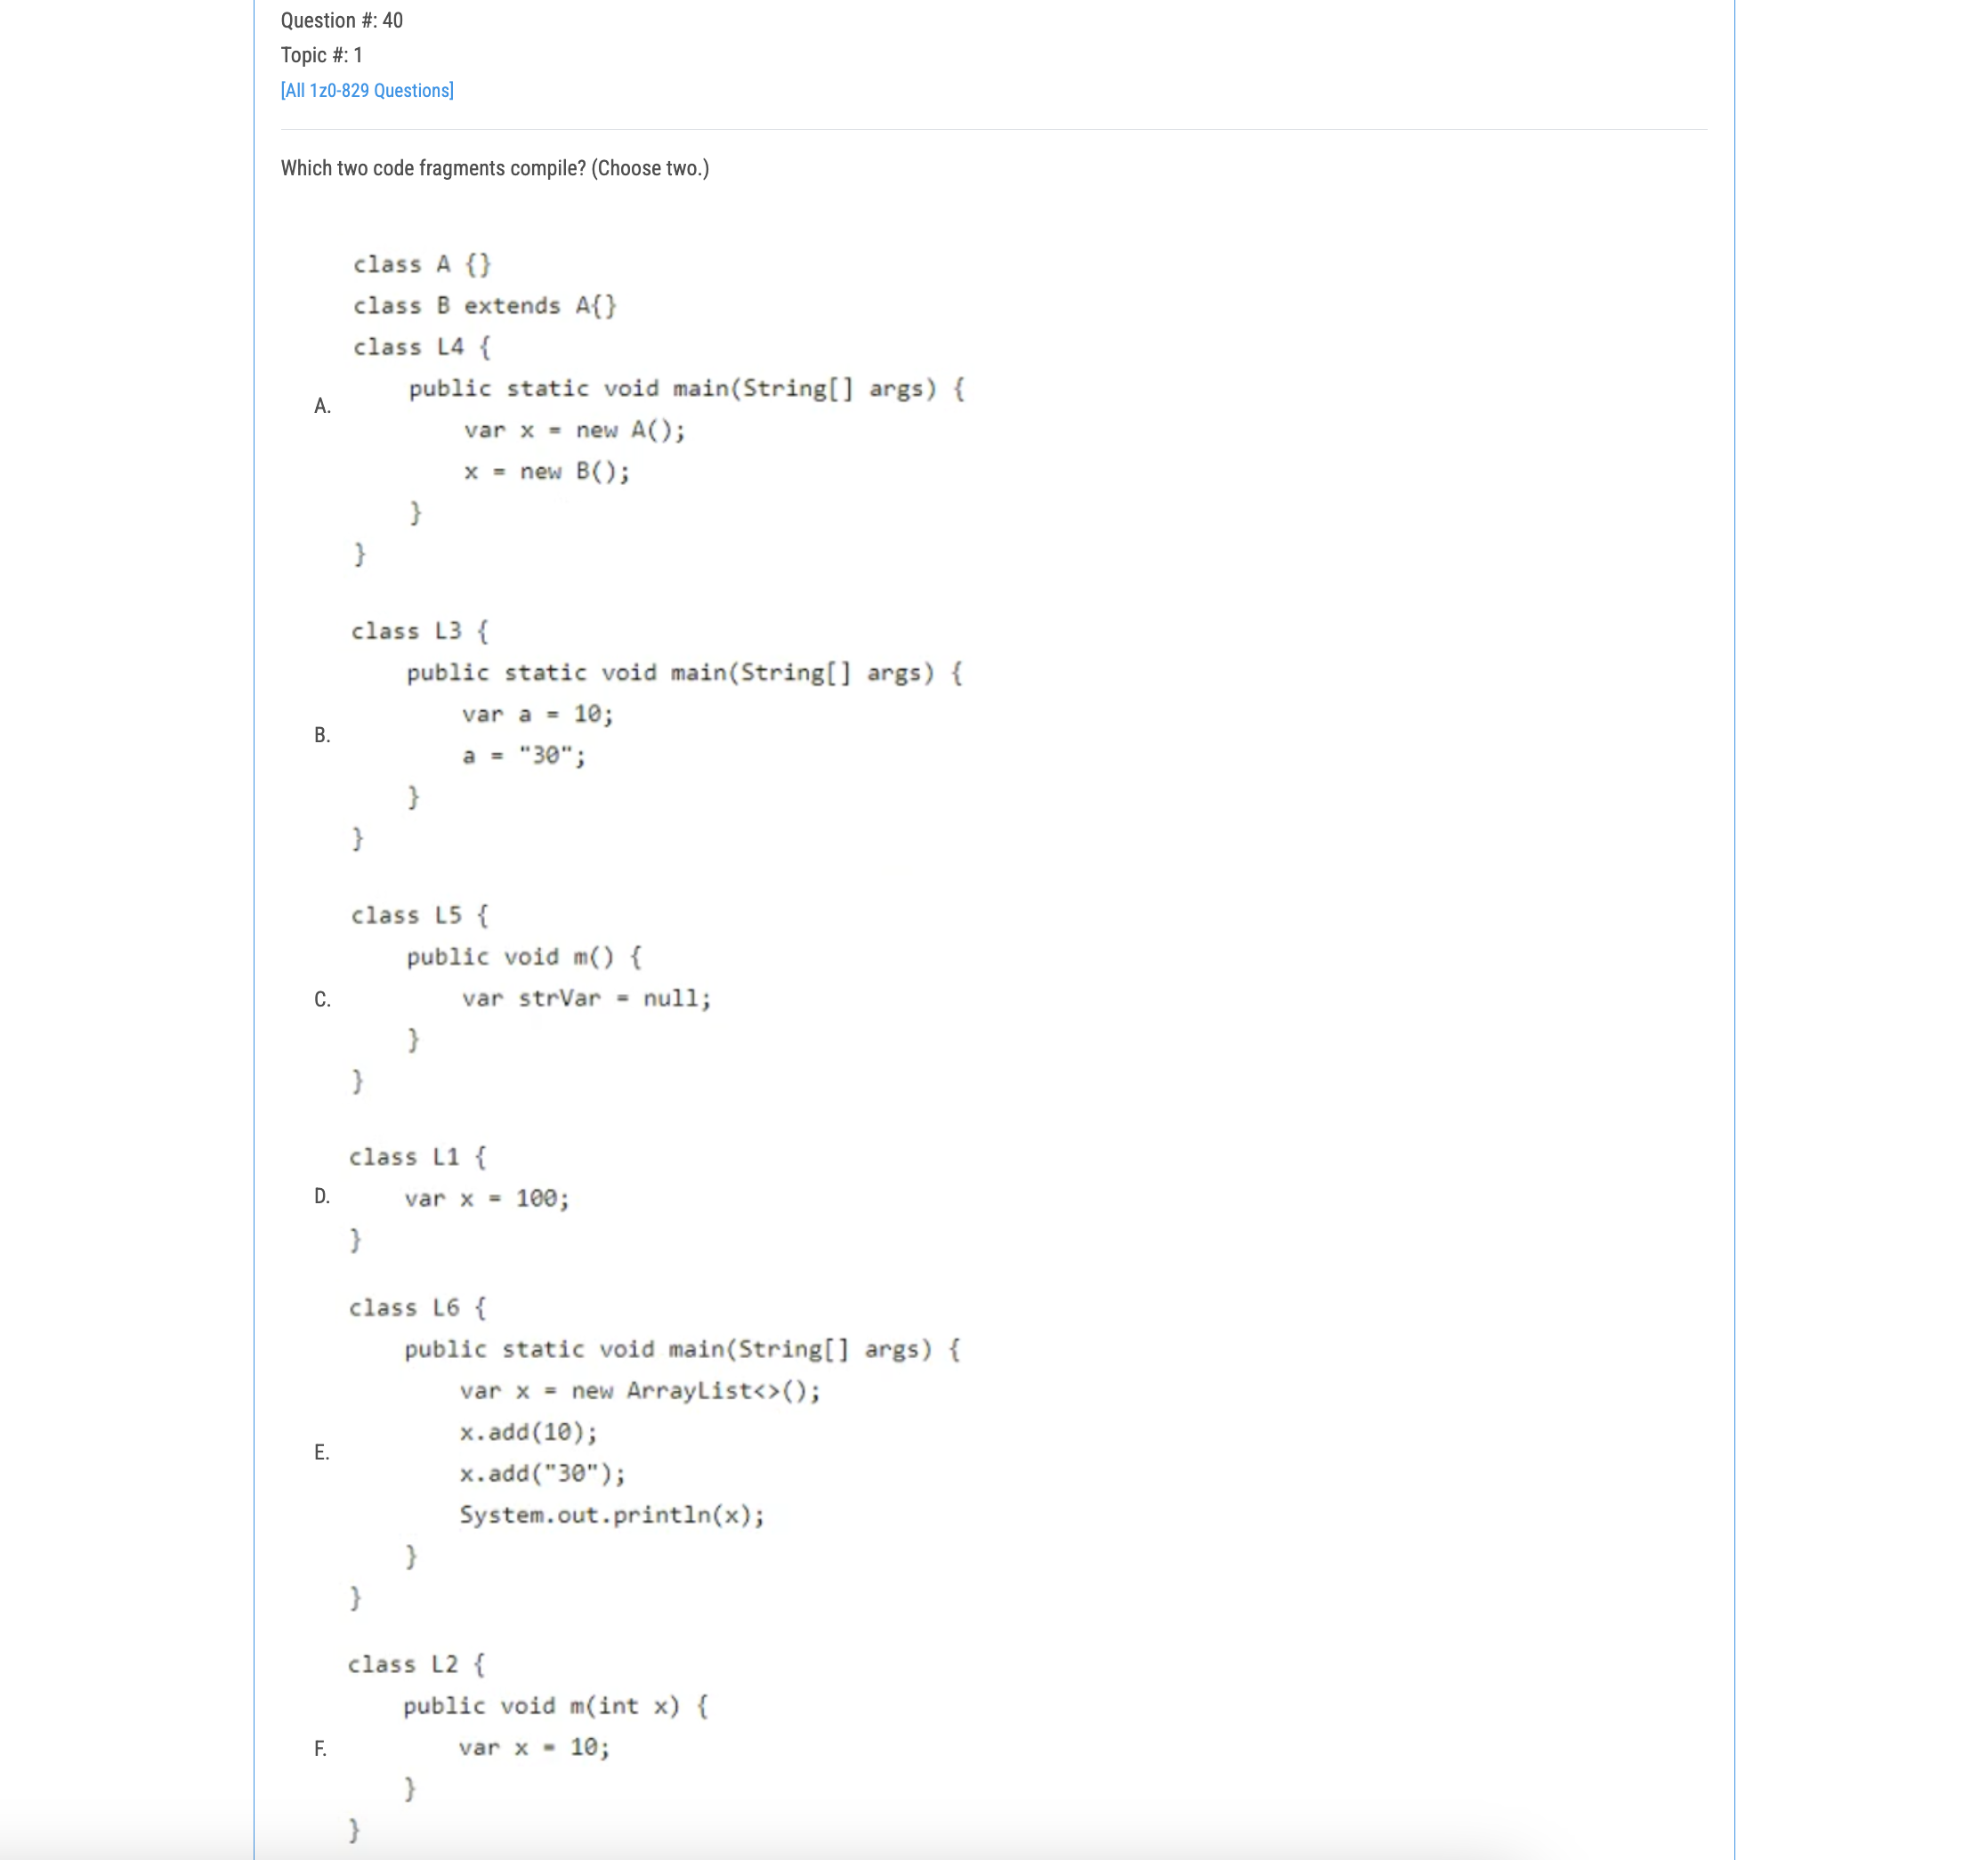 Question #: 40
Topic #: 1
[All 1z0-829 Questions]
Which two code fragments compile? (Choose two.)
A.
class A {}
class B extends A{}
class L4 {
public static void main(String[] args) {
var x = new A();
x = new B();
}
}
B.
class L3 {
public static void main(String[] args) {
var a = 10;
a = "30";
}
}
C.
class L5 {
public void m() {
var strVar = null;
}
}
D.
class L1 {
var x = 100;
}
E.
class L6 {
public static void main(String[] args) {
var x = new ArrayList<>();
x.add(10);
x.add("30");
System.out.println(x);
}
}
F.
class L2 {
public void m(int x) {
var x = 10;
}
}